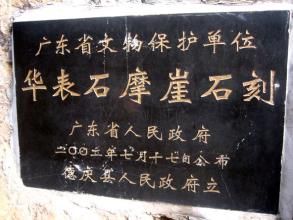 广东省文物保护单位
华表石摩崖石刻
广东省人民政府
二〇〇二年七月十七日公布
德庆县人民政府立